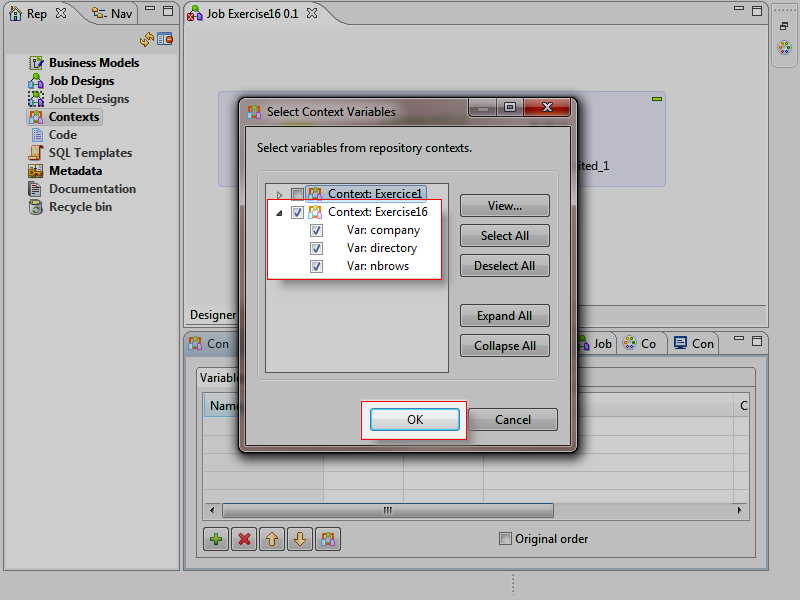 Rep
Nav
Job Exercise16 0.1
Business Models
Job Designs
Joblet Designs
Contexts
Code
SQL Templates
Metadata
Documentation
Recycle bin
Select Context Variables
Select variables from repository contexts.
Context: Exercice1
Context: Exercise16
Var: company
Var: directory
Var: nbrows
View...
Select All
Deselect All
Expand All
Collapse All
OK
Cancel
ited_1
Designer
Con
Job
Co
Con
Variable
Name
C
Original order